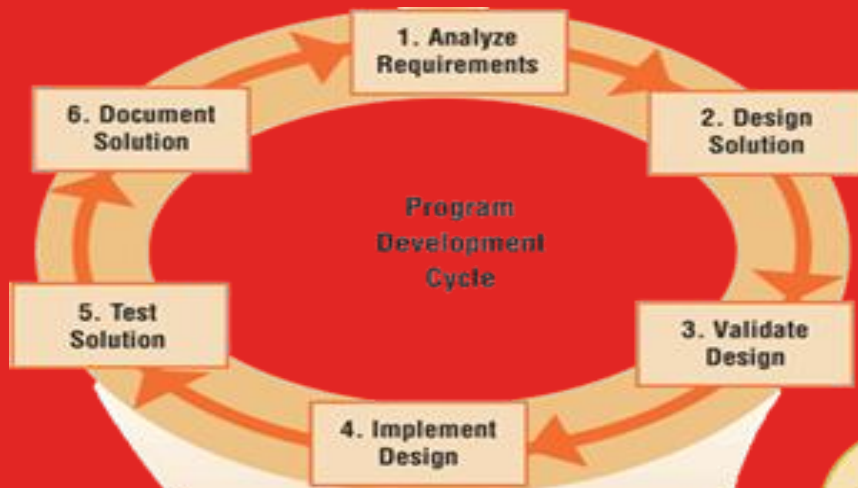 1. Analyze
Requirements
2. Design
Solution
3. Validate
Design
4. Implement
Design
5. Test
Solution
6. Document
Solution
Program
Development
Cycle